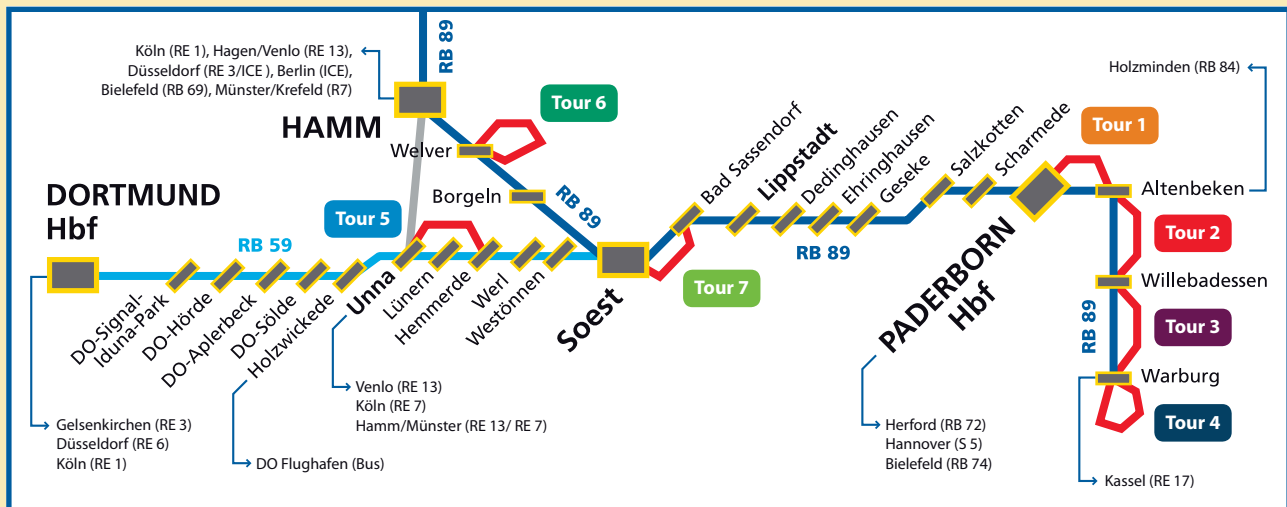 Köln (RE 1), Hagen/Venlo (RE 13),
Düsseldorf (RE 3/ICE ), Berlin (ICE),
Bielefeld (RB 69), Münster/Krefeld (R7)
RB 89
HAMM
Tour 6
Welver
Borgeln
RB 89
Holzminden (RB 84)
Tour 1
Altenbeken
DORTMUND
Hbf
RB 59
Tour 5
DO-Signal-
Iduna-Park
DO-Hörde
DO-Aplerbeck
DO-Sölde
Holzwickede
Unna
Lünern
Hemmerde
Werl
Westönnen
Soest
Bad Sassendorf
Lippstadt
Dedinghausen
Ehringhausen
Geseke
Salzkotten
Scharmede
RB 89
Tour 7
PADERBORN
Hbf
Tour 2
Willebadessen
RB 89
Tour 3
Warburg
Tour 4
Gelsenkirchen (RE 3)
Düsseldorf (RE 6)
Köln (RE 1)
DO Flughafen (Bus)
Venlo (RE 13)
Köln (RE 7)
Hamm/Münster (RE 13/ RE 7)
Herford (RB 72)
Hannover (S 5)
Bielefeld (RB 74)
Kassel (RE 17)